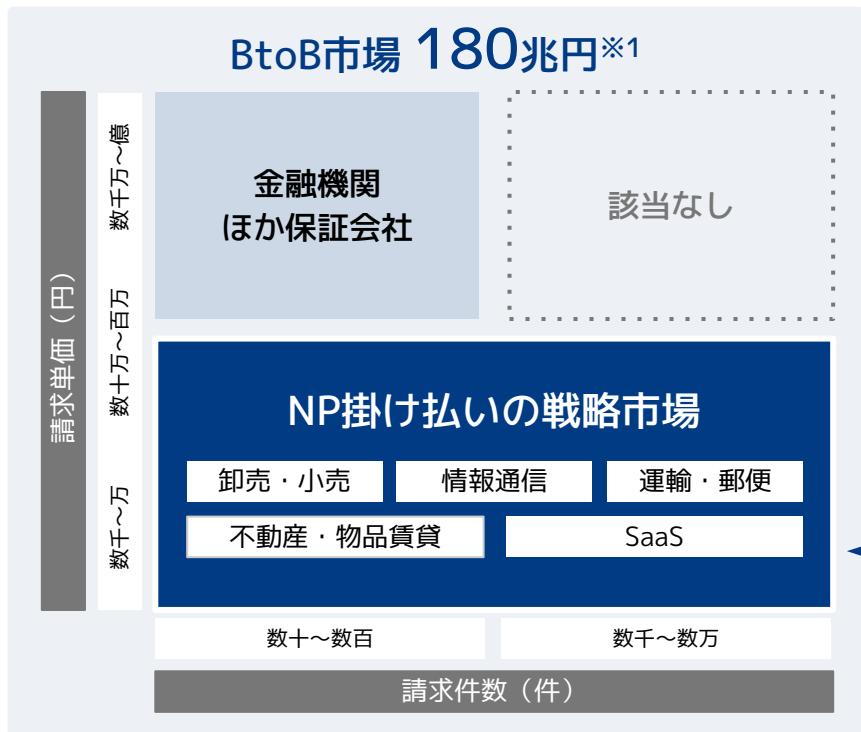 BtoB市場 180兆円※1
請求単価（円）
数千万～億
数十万～百万
数千～万
金融機関
ほか保証会社
該当なし
NP掛け払いの戦略市場
卸売・小売
情報通信
運輸・郵便
不動産・物品賃貸
SaaS
数十～数百
数千～数万
請求件数（件）